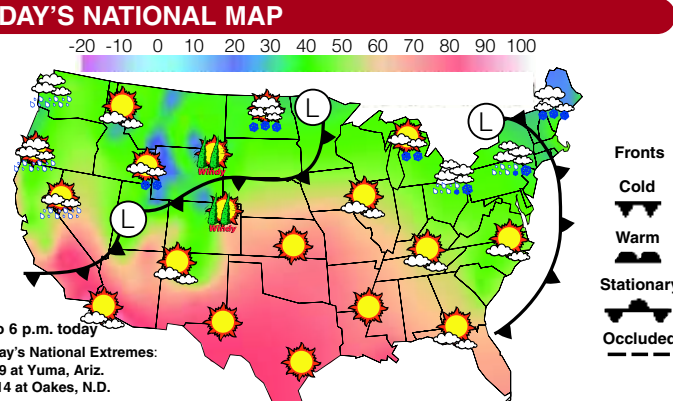 DAY'S NATIONAL MAP
-20 -10 0 10 20 30 40 50 60 70 80 90 100
L
L
L
Windy
Windy
Fronts
Cold
Warm
Stationary
Occluded
6 p.m. today
ay's National Extremes:
9 at Yuma, Ariz.
14 at Oakes, N.D.